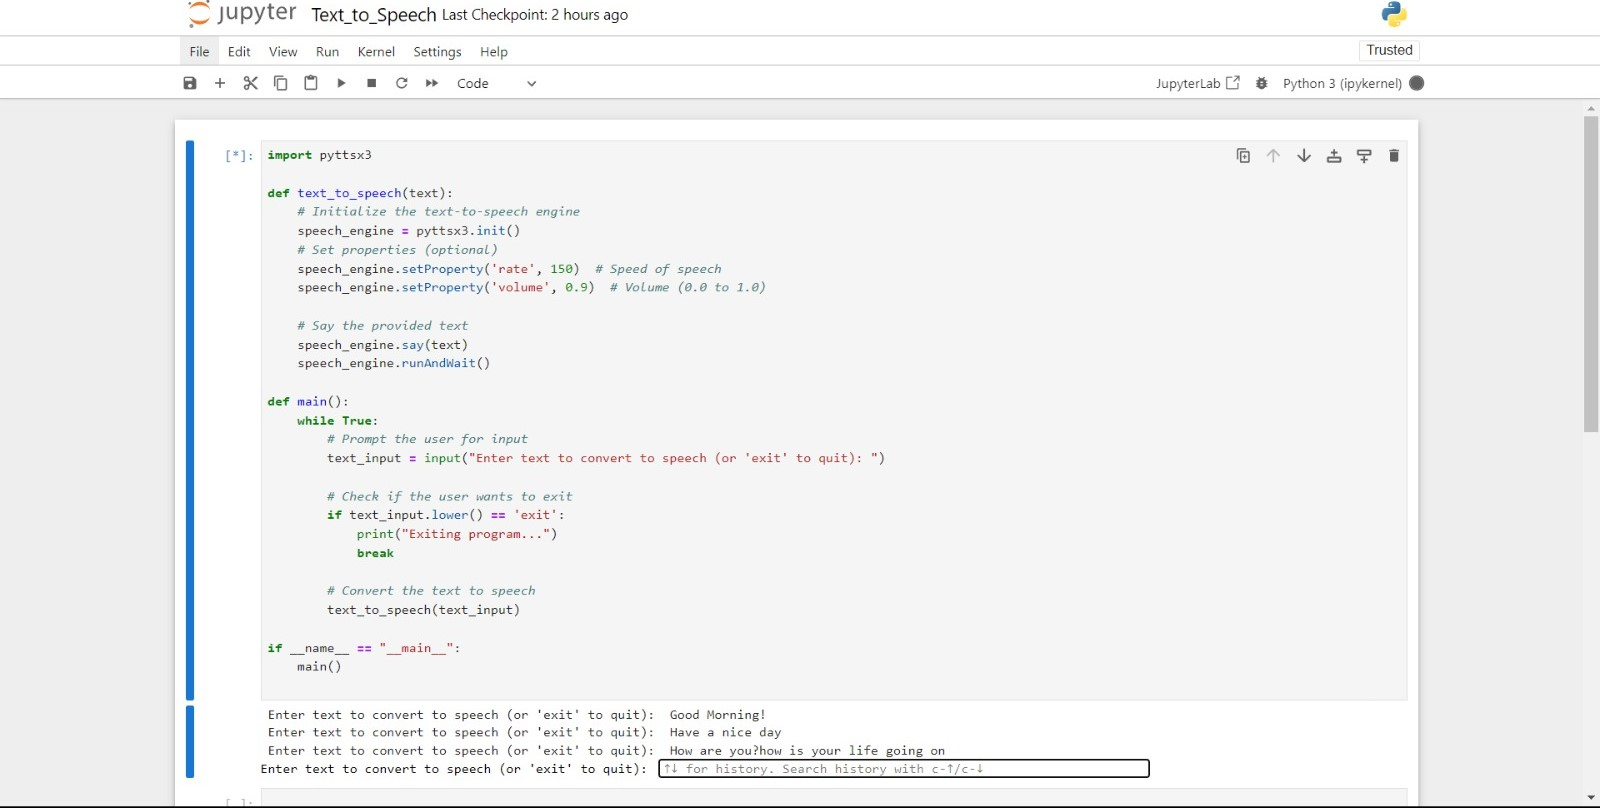 jupyter Text_to_Speech Last Checkpoint: 2 hours ago
File Edit View Run Kernel Settings Help Trusted
Code JupyterLab Python 3 (ipykernel)
[*]: import pyttsx3
def text_to_speech(text):
# Initialize the text-to-speech engine
speech_engine = pyttsx3.init()
# Set properties (optional)
speech_engine.setProperty('rate', 150) # Speed of speech
speech_engine.setProperty('volume', 0.9) # Volume (0.0 to 1.0)
# Say the provided text
speech_engine.say(text)
speech_engine.runAndWait()
def main():
while True:
# Prompt the user for input
text_input = input("Enter text to convert to speech (or 'exit' to quit): ")
# Check if the user wants to exit
if text_input.lower() == 'exit':
print("Exiting program...")
break
# Convert the text to speech
text_to_speech(text_input)
if __name__ == "__main__":
main()
Enter text to convert to speech (or 'exit' to quit): Good Morning!
Enter text to convert to speech (or 'exit' to quit): Have a nice day
Enter text to convert to speech (or 'exit' to quit): How are you?how is your life going on
Enter text to convert to speech (or 'exit' to quit): ↑↓ for history. Search history with c-↑/c-↓
[ ]: